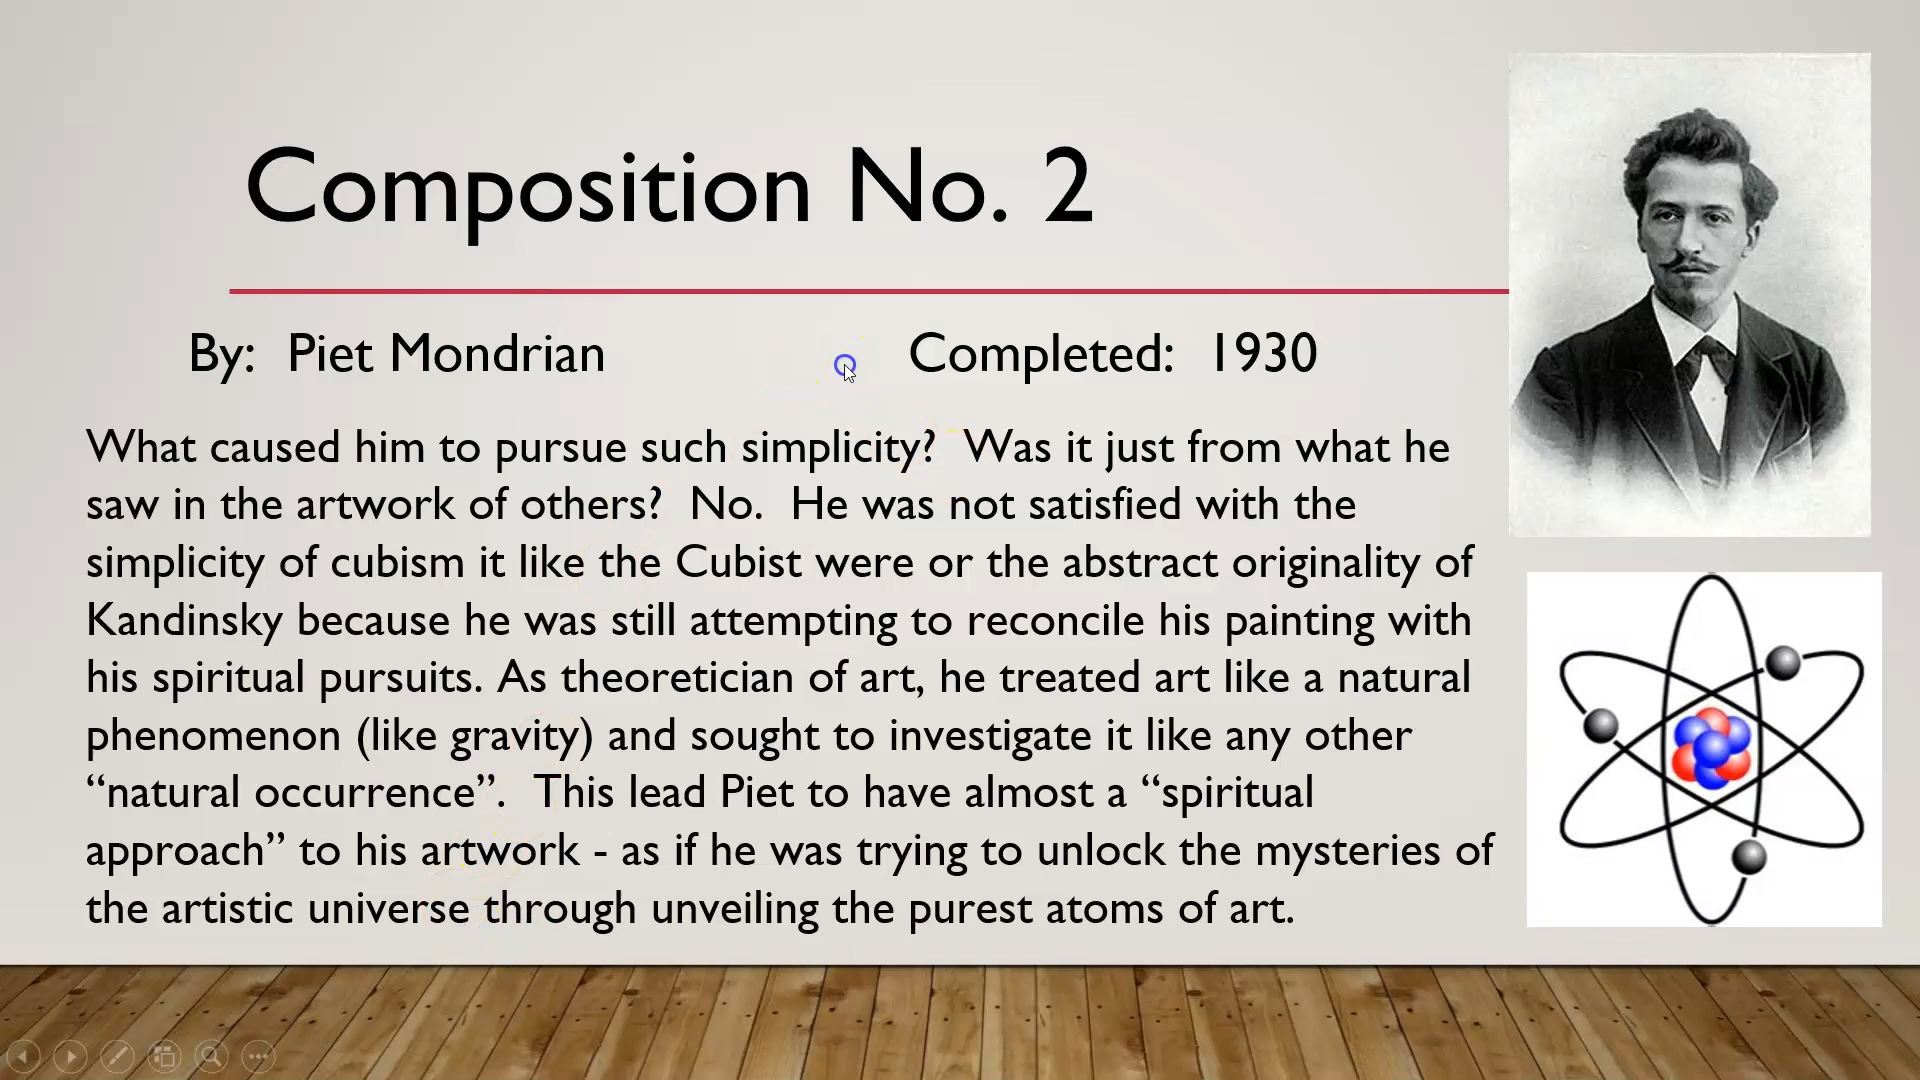 Composition No. 2
By: Piet Mondrian Completed: 1930
What caused him to pursue such simplicity? Was it just from what he
saw in the artwork of others? No. He was not satisfied with the
simplicity of cubism it like the Cubist were or the abstract originality of
Kandinsky because he was still attempting to reconcile his painting with
his spiritual pursuits. As theoretician of art, he treated art like a natural
phenomenon (like gravity) and sought to investigate it like any other
“natural occurrence”. This lead Piet to have almost a “spiritual
approach” to his artwork - as if he was trying to unlock the mysteries of
the artistic universe through unveiling the purest atoms of art.